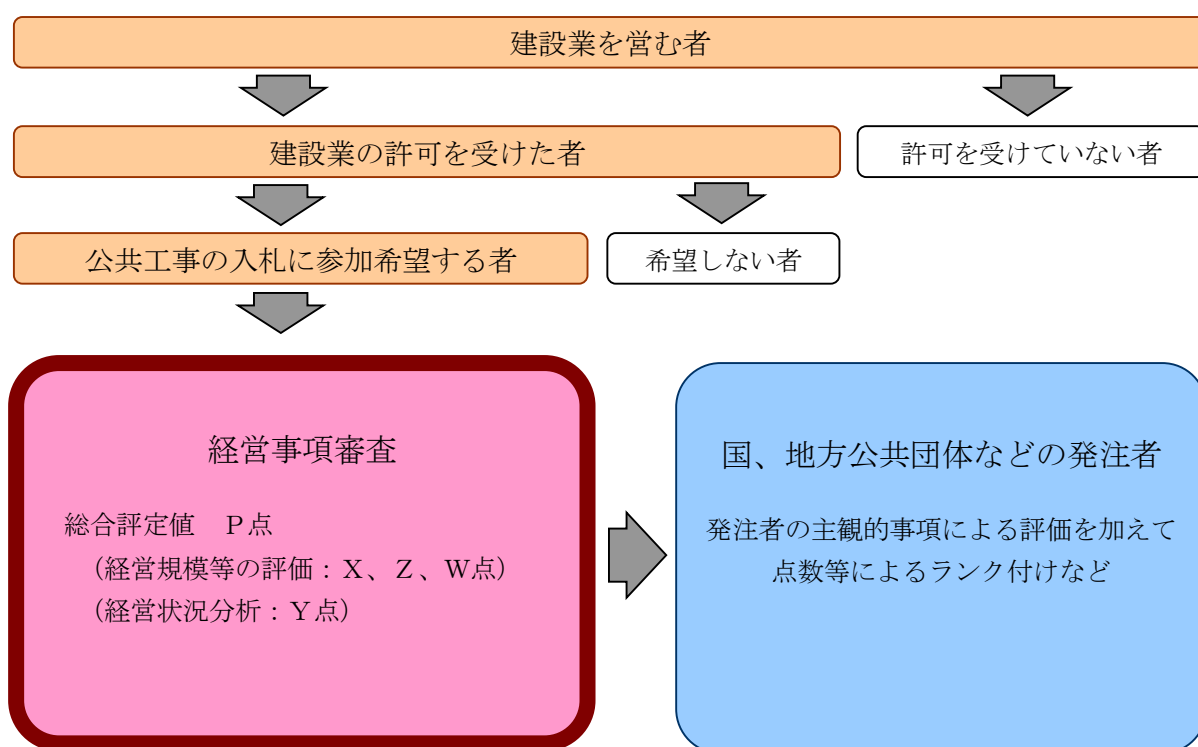 建設業を営む者
建設業の許可を受けた者
許可を受けていない者
公共工事の入札に参加希望する者
希望しない者
経営事項審査
総合評定値　Ｐ点
（経営規模等の評価：Ｘ、Ｚ、Ｗ点）
（経営状況分析：Ｙ点）
国、地方公共団体などの発注者
発注者の主観的事項による評価を加えて
点数等によるランク付けなど